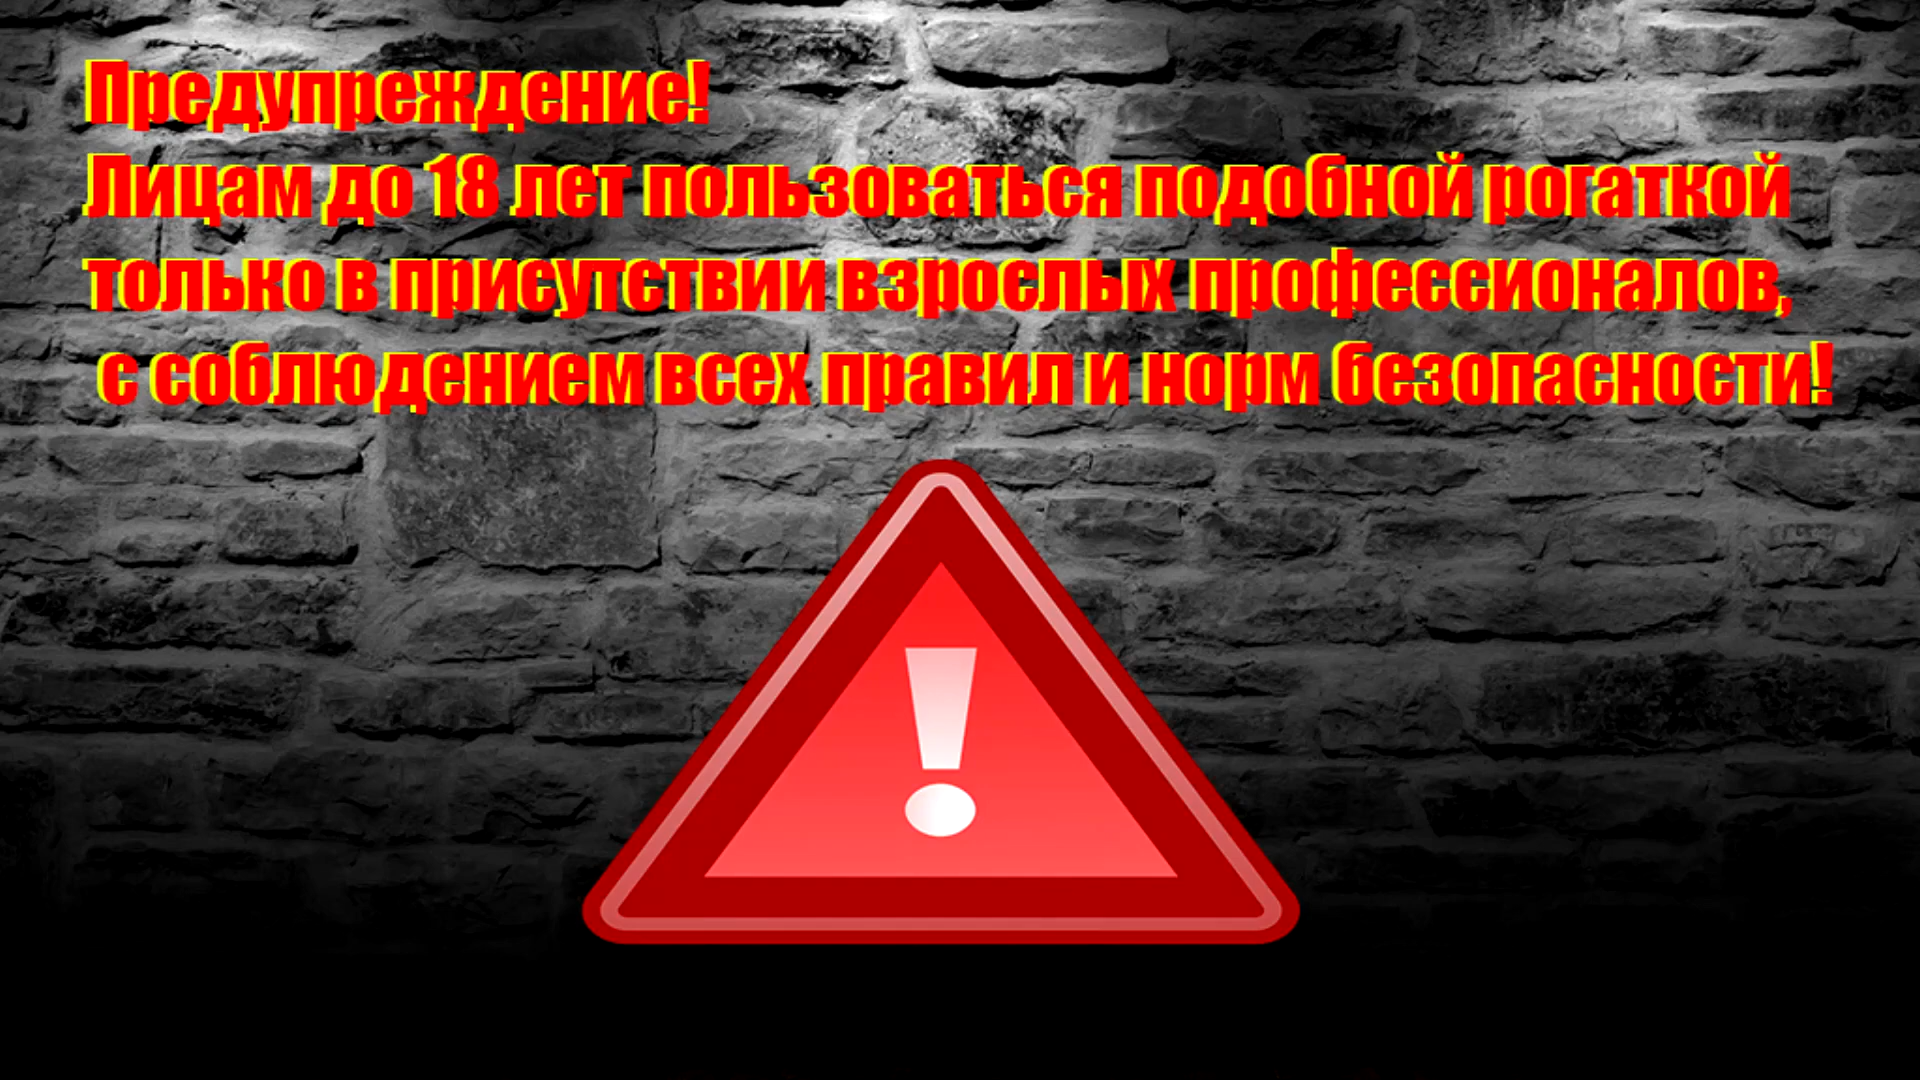 Предупреждение!
Лицам до 18 лет пользоваться подобной рогаткой
только в присутствии взрослых профессионалов,
с соблюдением всех правил и норм безопасности!